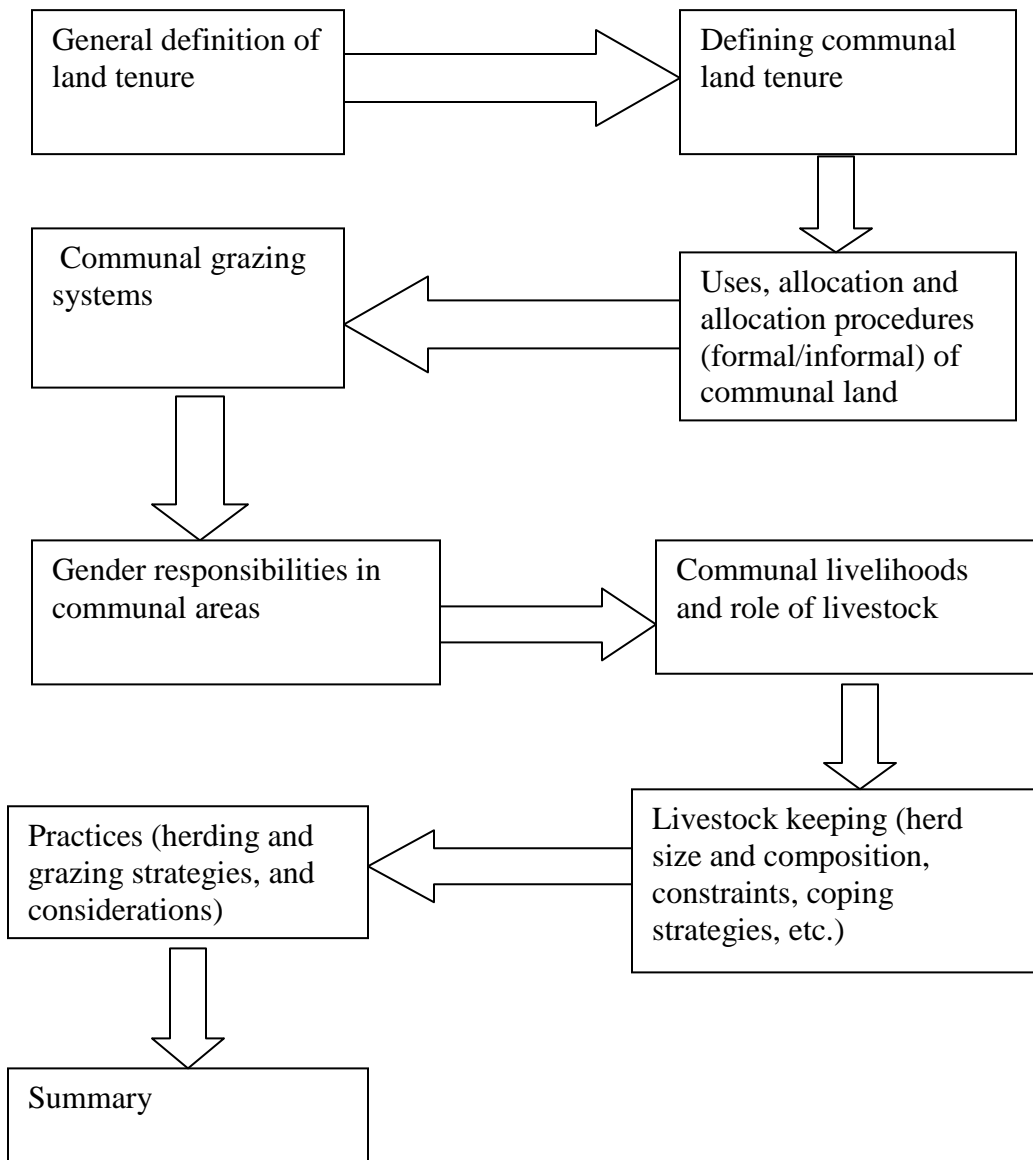 General definition of
land tenure
Defining communal
land tenure
Uses, allocation and
allocation procedures
(formal/informal) of
communal land
Communal grazing
systems
Gender responsibilities in
communal areas
Communal livelihoods
and role of livestock
Livestock keeping (herd
size and composition,
constraints, coping
strategies, etc.)
Practices (herding and
grazing strategies, and
considerations)
Summary